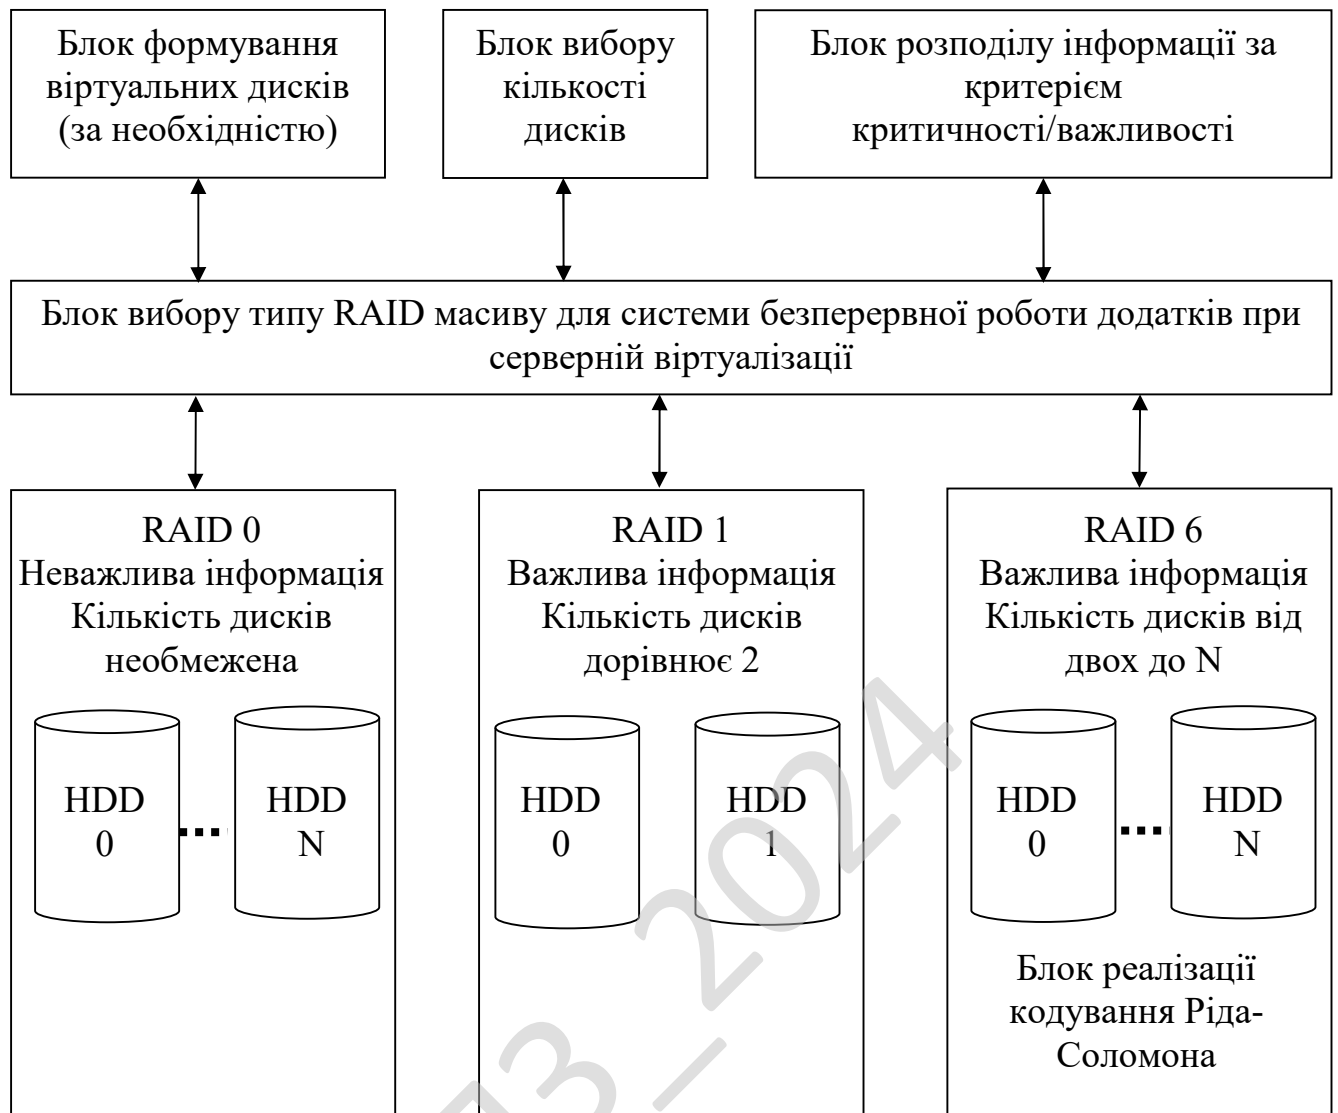 Блок формування
віртуальних дисків
(за необхідністю)
Блок вибору
кількості
дисків
Блок розподілу інформації за
критерієм
критичності/важливості
Блок вибору типу RAID масиву для системи безперервної роботи додатків при
серверній віртуалізації
RAID 0
Неважлива інформація
Кількість дисків
необмежена
HDD
0
HDD
N
RAID 1
Важлива інформація
Кількість дисків
дорівнює 2
HDD
0
HDD
1
RAID 6
Важлива інформація
Кількість дисків від
двох до N
HDD
0
HDD
N
Блок реалізації
кодування Ріда-
Соломона
_2024